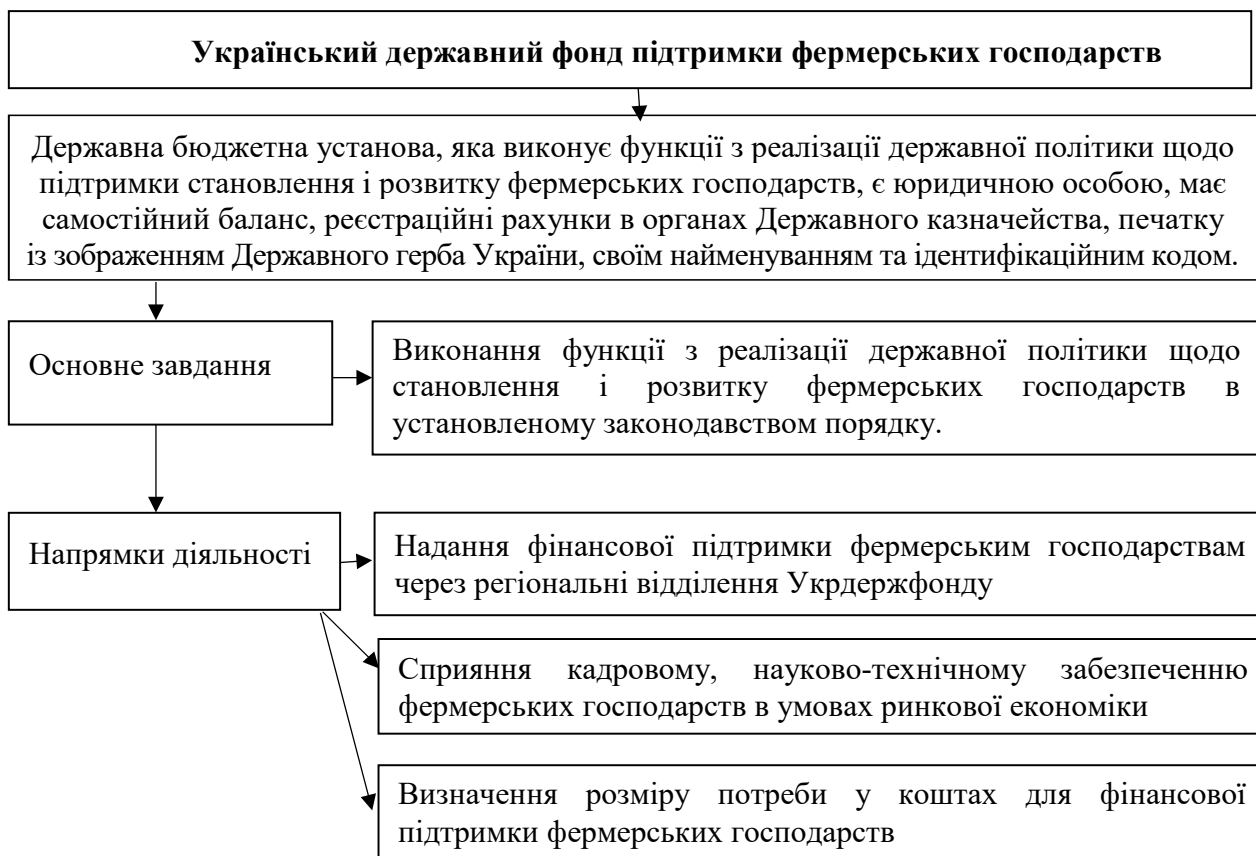 Український державний фонд підтримки фермерських господарств
Державна бюджетна установа, яка виконує функції з реалізації державної політики щодо
підтримки становлення і розвитку фермерських господарств, є юридичною особою, має
самостійний баланс, реєстраційні рахунки в органах Державного казначейства, печатку
із зображенням Державного герба України, своїм найменуванням та ідентифікаційним кодом.
Основне завдання
Виконання функції з реалізації державної політики щодо
становлення і розвитку фермерських господарств в
установленому законодавством порядку.
Напрямки діяльності
Надання фінансової підтримки фермерським господарствам
через регіональні відділення Укрдержфонду
Сприяння кадровому, науково-технічному забезпеченню
фермерських господарств в умовах ринкової економіки
Визначення розміру потреби у коштах для фінансової
підтримки фермерських господарств